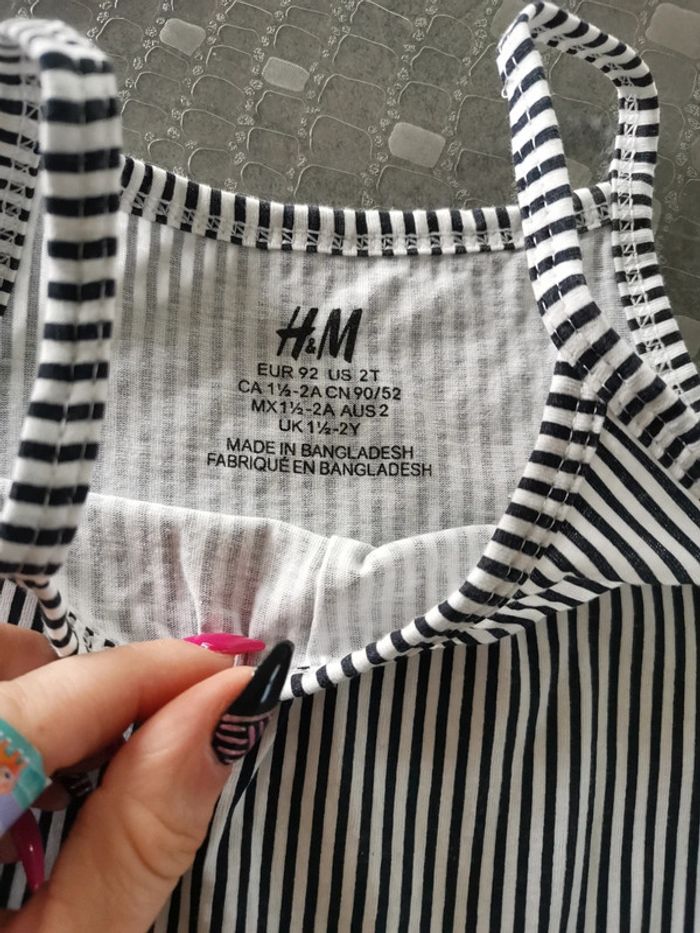 H&M
EUR 92 US 2T
CA 1½-2A CN 90/52
MX 1½-2A AUS 2
UK 1½-2Y
MADE IN BANGLADESH
FABRIQUÉ EN BANGLADESH